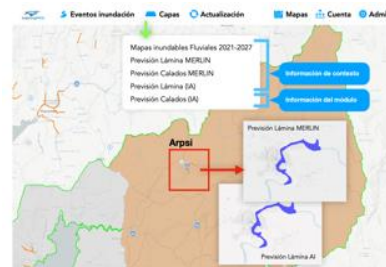 Eventos inundación Capas Actualización Mapas Cuenta Admi
Mapas inundables Fluviales 2021-2027
Previsión Lámina MERLIN
Previsión Calados MERLIN
Previsión Lámina (IA)
Previsión Calados (IA)
Información de contexto
Información del módulo
Arpsi
Previsión Lámina MERLIN
Previsión Lámina AI